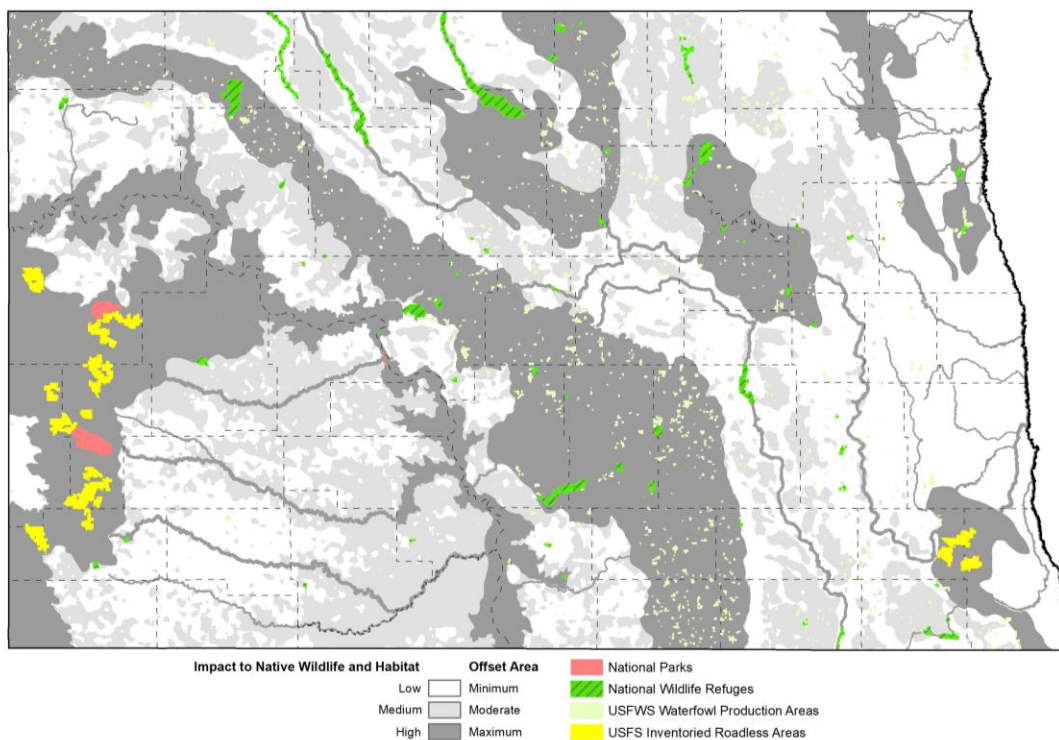 Impact to Native Wildlife and Habitat Offset Area National Parks
Low Minimum National Wildlife Refuges
Medium Moderate USFWS Waterfowl Production Areas
High Maximum USFS Inventoried Roadless Areas